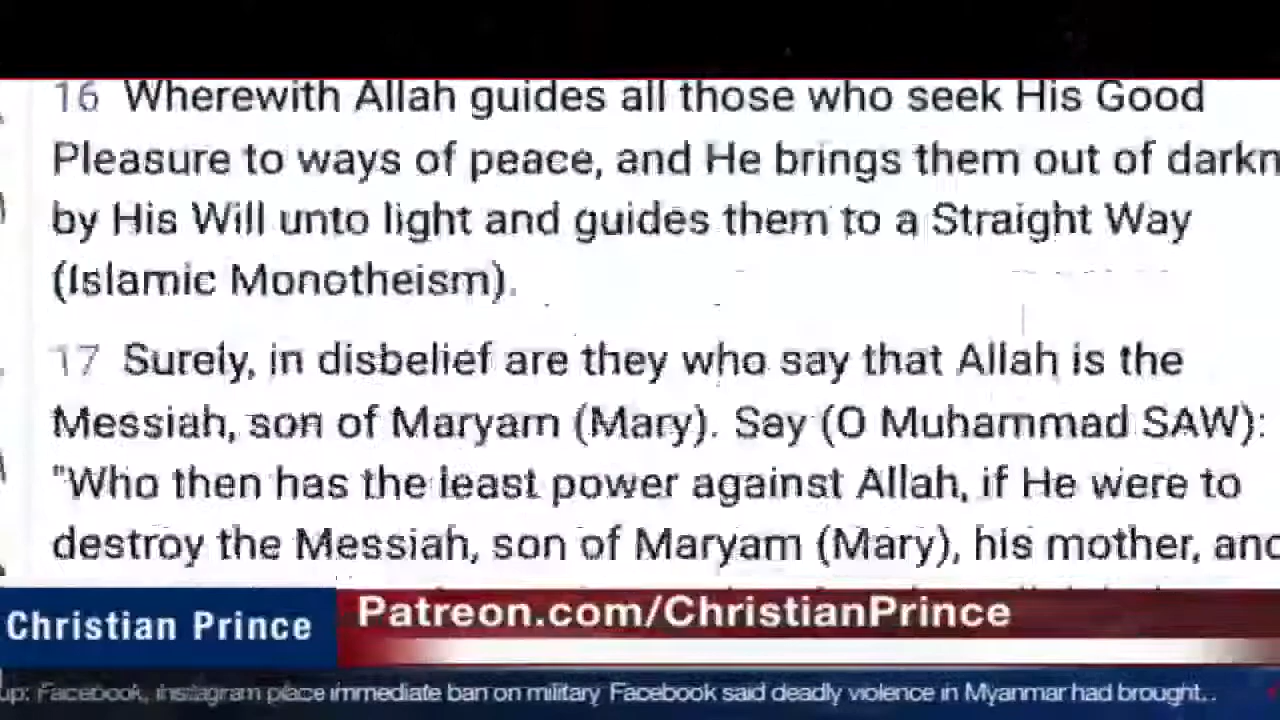 16 Wherewith Allah guides all those who seek His Good
Pleasure to ways of peace, and He brings them out of
by His Will unto light and guides them to a Straight Way
(Islamic Monotheism).
17 Surely, in disbelief are they who say that Allah is the
Messiah, son of Maryam (Mary). Say (O Muhammad SAW):
"Who then has the least power against Allah, if He were to
destroy the Messiah, son of Maryam (Mary), his mother, and
Christian Prince
Patreon.com/ChristianPrince
up: Facebook, instagram place immediate ban on military Facebook said deadly violence in Myanmar had brought. .